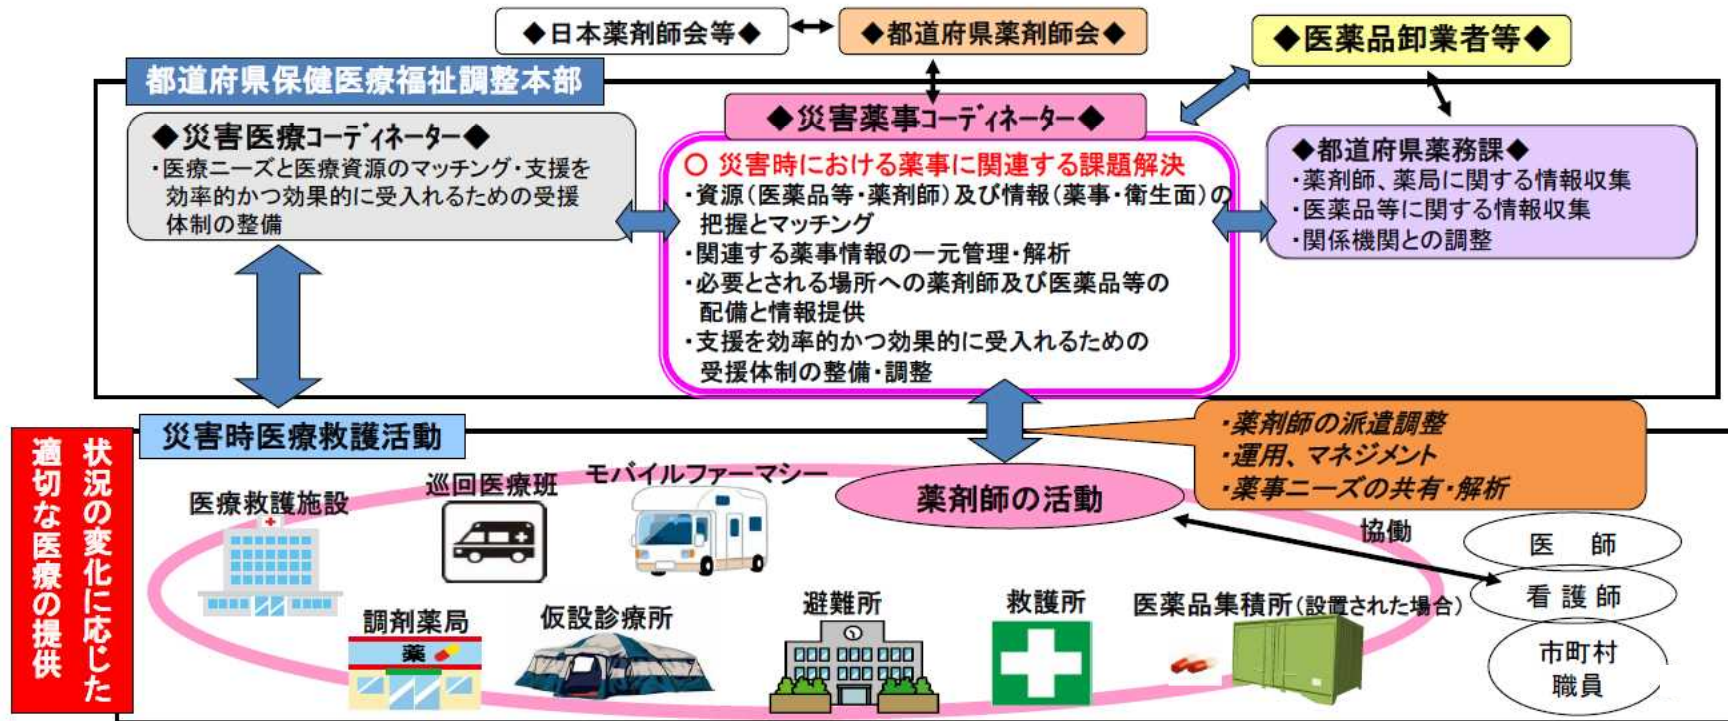 ◆日本薬剤師会等◆
◆都道府県薬剤師会◆
◆医薬品卸業者等◆
都道府県保健医療福祉調整本部
◆災害医療コーディネーター◆
・医療ニーズと医療資源のマッチング・支援を
効率的かつ効果的に受入れるための受援
体制の整備
◆災害薬事コーディネーター◆
〇 災害時における薬事に関連する課題解決
・資源(医薬品等・薬剤師)及び情報(薬事・衛生面)の
把握とマッチング
・関連する薬事情報の一元管理・解析
・必要とされる場所への薬剤師及び医薬品等の
配備と情報提供
・支援を効率的かつ効果的に受入れるための
受援体制の整備・調整
◆都道府県薬務課◆
・薬剤師、薬局に関する情報収集
・医薬品等に関する情報収集
・関係機関との調整
・薬剤師の派遣調整
・運用、マネジメント
・薬事ニーズの共有・解析
状況の変化に応じた
適切な医療の提供
災害時医療救護活動
医療救護施設
巡回医療班
モバイルファーマシー
薬剤師の活動
協働
医 師
看護師
市町村
職員
調剤薬局
薬
仮設診療所
避難所
救護所
医薬品集積所(設置された場合)